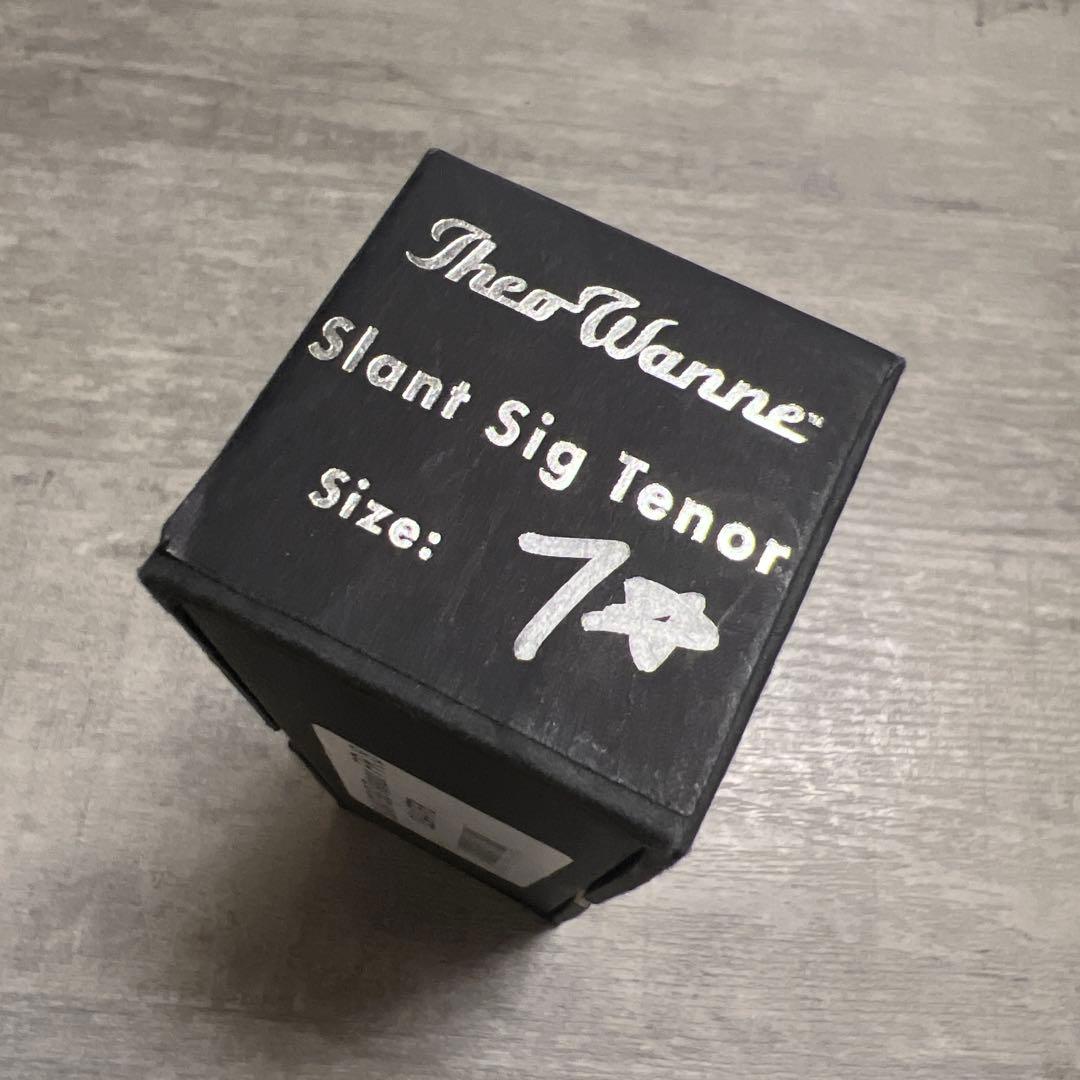 Theo Wanne™
Slant Sig Tenor
Size: 7☆